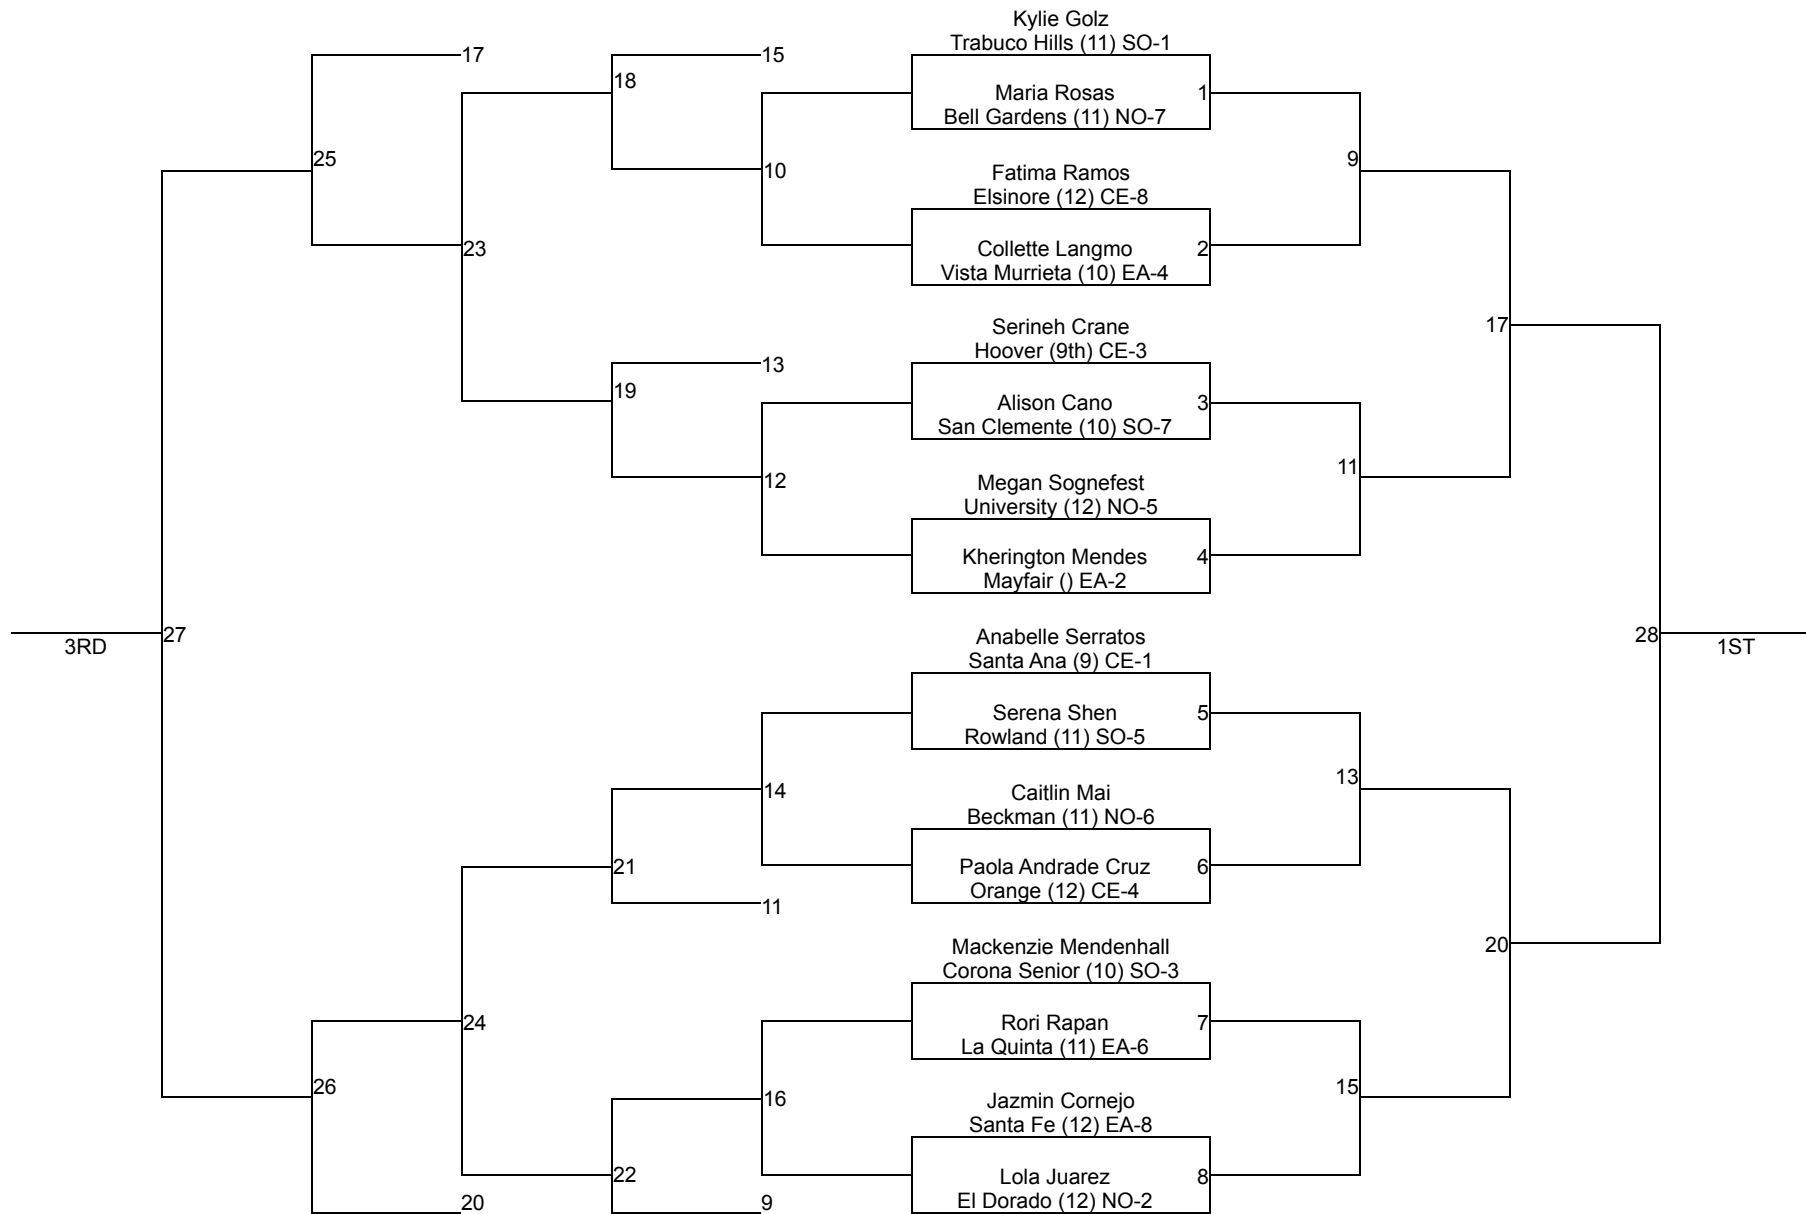 Kylie Golz
Trabuco Hills (11) SO-1
17
15
18
Maria Rosas
1
Bell Gardens (11) NO-7
25
10
9
Fatima Ramos
Elsinore (12) CE-8
23
Collette Langmo
2
Vista Murrieta (10) EA-4
Serineh Crane
17
Hoover (9th) CE-3
13
19
Alison Cano
3
San Clemente (10) SO-7
12
11
Megan Sognefest
University (12) NO-5
Kherington Mendes
4
Mayfair () EA-2
Anabelle Serratos
27
28
3RD
1ST
Santa Ana (9) CE-1
Serena Shen
5
Rowland (11) SO-5
14
13
Caitlin Mai
Beckman (11) NO-6
21
Paola Andrade Cruz
6
Orange (12) CE-4
11
Mackenzie Mendenhall
20
Corona Senior (10) SO-3
24
Rori Rapan
7
La Quinta (11) EA-6
26
16
15
Jazmin Cornejo
Santa Fe (12) EA-8
22
Lola Juarez
8
20
9
El Dorado (12) NO-2